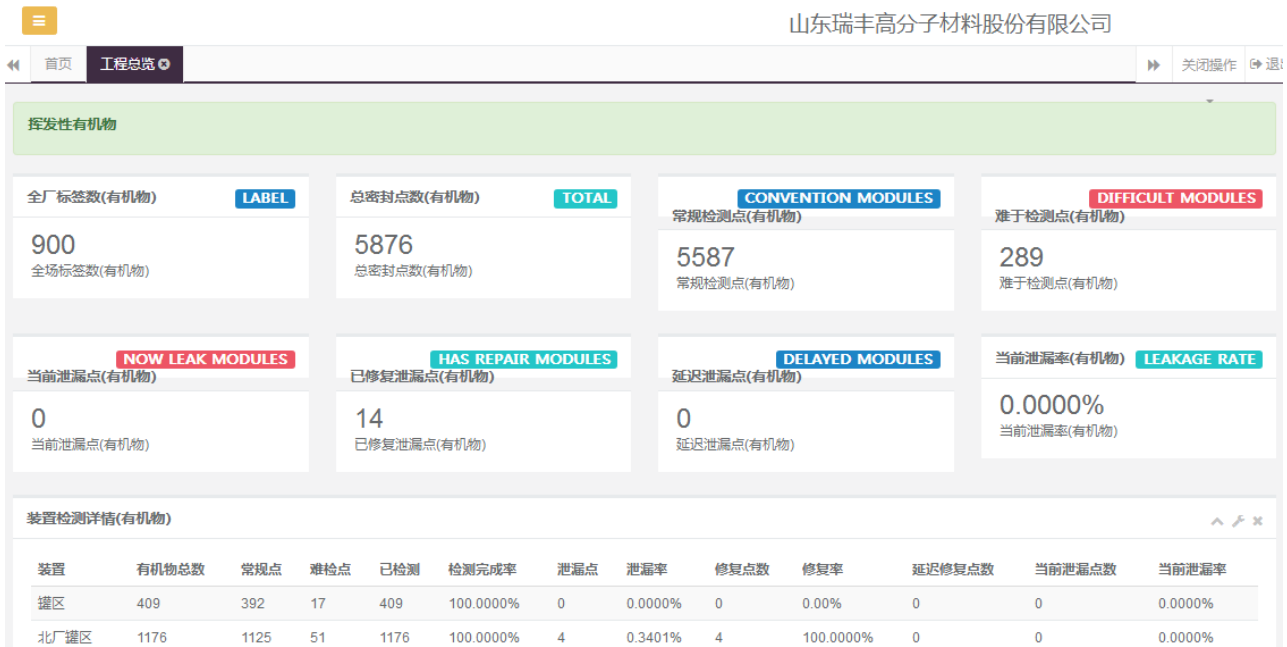 山东瑞丰高分子材料股份有限公司
首页 工程总览 关闭操作
挥发性有机物
全厂标签数(有机物) LABEL 总密封点数(有机物) TOTAL CONVENTION MODULES DIFFICULT MODULES
常规检测点(有机物) 难于检测点(有机物)
900 5876 5587 289
全场标签数(有机物) 总密封点数(有机物) 常规检测点(有机物) 难于检测点(有机物)
NOW LEAK MODULES HAS REPAIR MODULES DELAYED MODULES 当前泄漏率(有机物) LEAKAGE RATE
当前泄漏点(有机物) 已修复泄漏点(有机物) 延迟泄漏点(有机物)
0 14 0 0.0000%
当前泄漏点(有机物) 已修复泄漏点(有机物) 延迟泄漏点(有机物) 当前泄漏率(有机物)
装置检测详情(有机物)
装置 有机物总数 常规点 难检点 已检测 检测完成率 泄漏点 泄漏率 修复点数 修复率 延迟修复点数 当前泄漏点数 当前泄漏率
罐区 409 392 17 409 100.0000% 0 0.0000% 0 0.00% 0 0 0.0000%
北厂罐区 1176 1125 51 1176 100.0000% 4 0.3401% 4 100.0000% 0 0 0.0000%